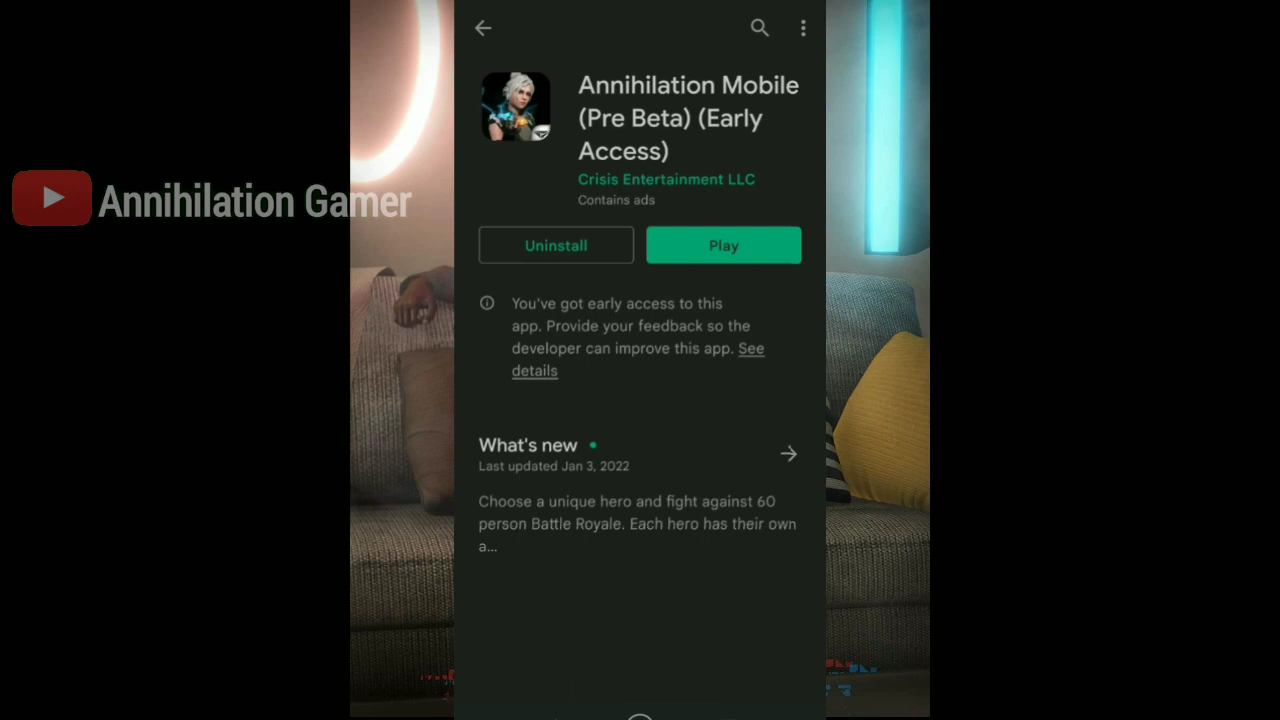 Annihilation Gamer
Annihilation Mobile
(Pre Beta) (Early
Access)
Crisis Entertainment LLC
Contains ads
Uninstall
Play
You've got early access to this
app. Provide your feedback so the
developer can improve this app. See
details
What's new
Last updated Jan 3, 2022
Choose a unique hero and fight against 60
person Battle Royale. Each hero has their own
a...